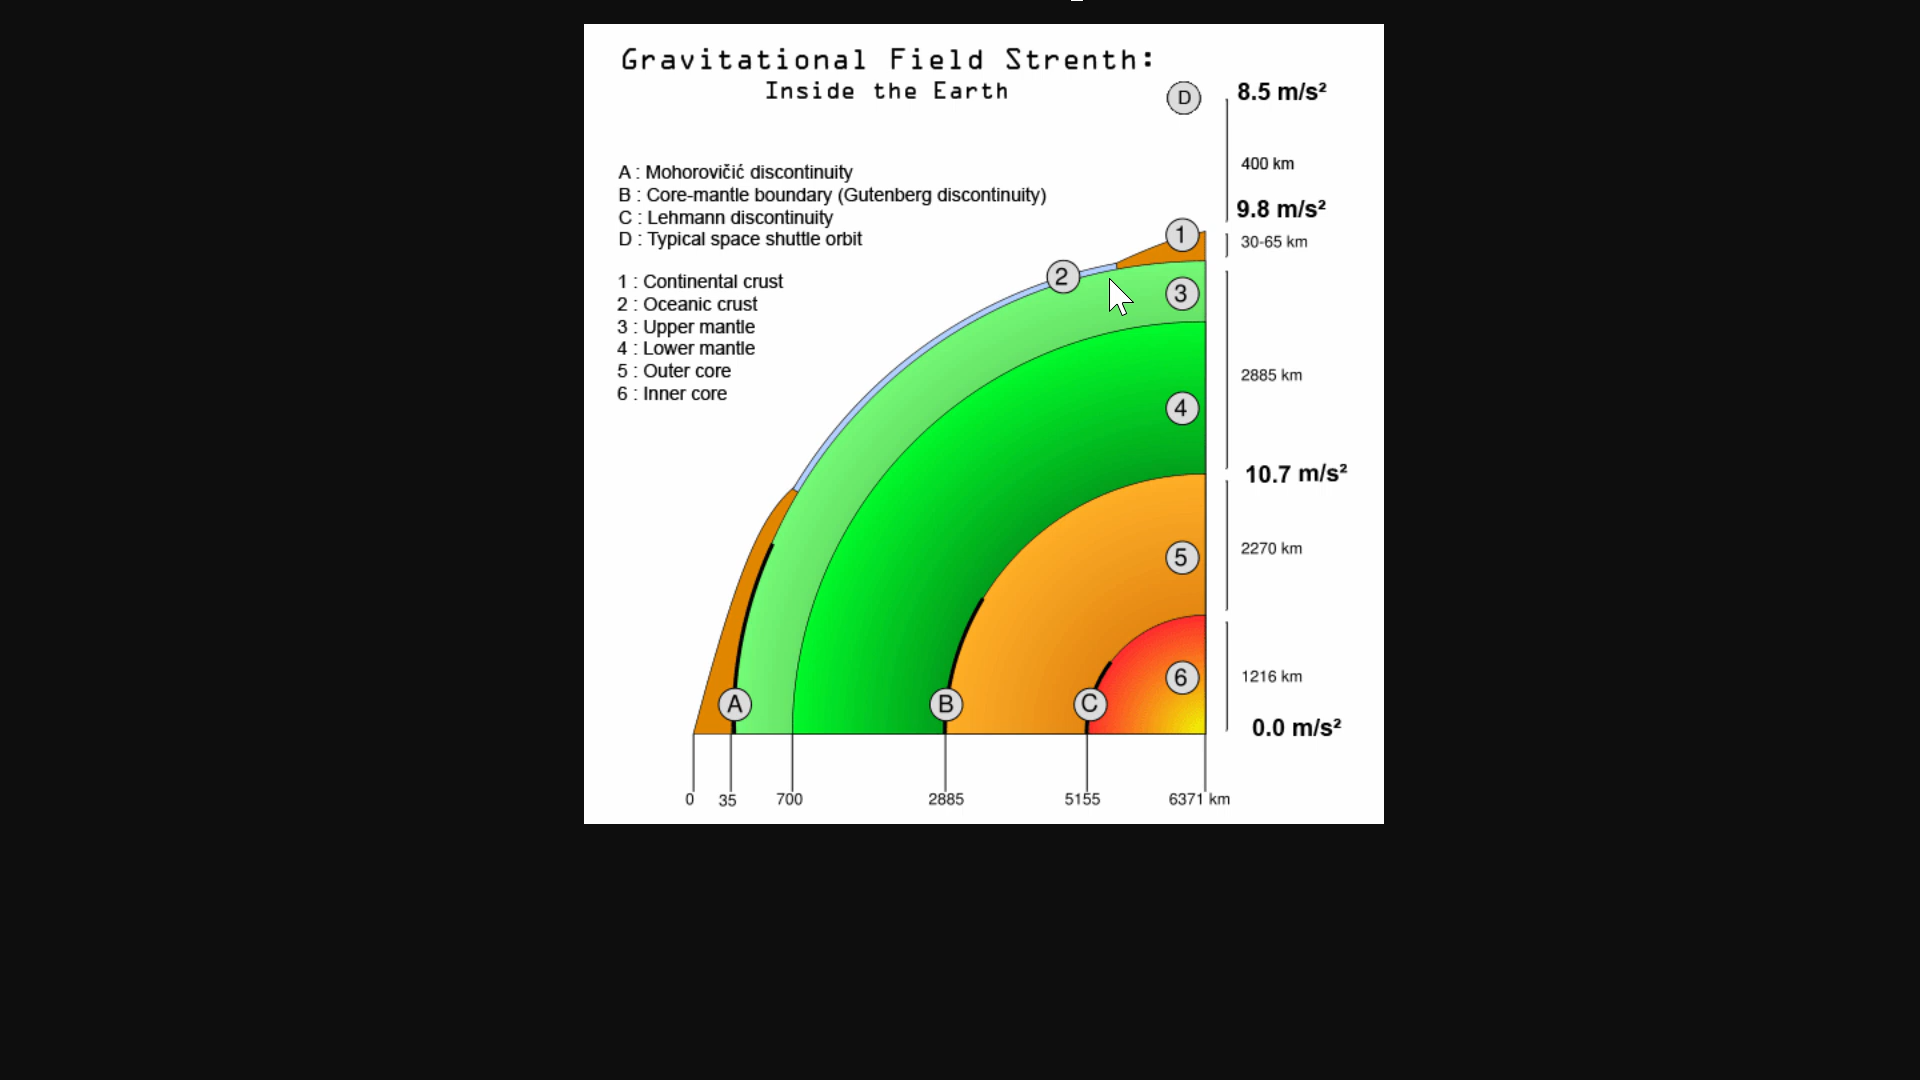 Gravitational Field Strenth:
Inside the Earth
D
8.5 m/s²
400 km
9.8 m/s²
A : Mohorovičić discontinuity
B : Core-mantle boundary (Gutenberg discontinuity)
C : Lehmann discontinuity
D : Typical space shuttle orbit
1 : Continental crust
2 : Oceanic crust
3 : Upper mantle
4 : Lower mantle
5 : Outer core
6 : Inner core
1
30-65 km
2
3
2885 km
4
10.7 m/s²
5
2270 km
6
1216 km
A
B
C
0.0 m/s²
0 35 700 2885 5155 6371 km